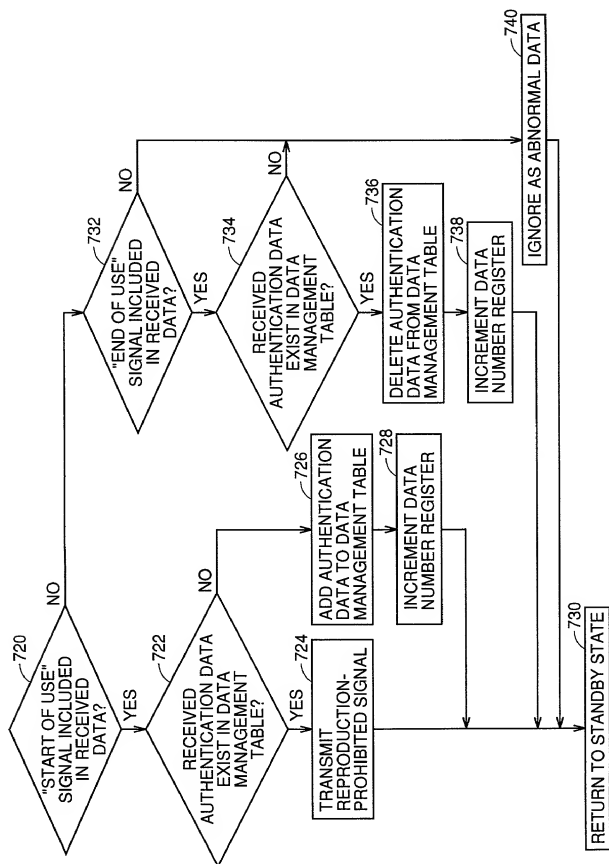 720
"START OF USE"
SIGNAL INCLUDED
IN RECEIVED
DATA?
NO
YES
722
RECEIVED
AUTHENTICATION DATA
EXIST IN DATA
MANAGEMENT
TABLE?
NO
YES
724
TRANSMIT
REPRODUCTION-
PROHIBITED SIGNAL
726
ADD AUTHENTICATION
DATA TO DATA
MANAGEMENT TABLE
728
INCREMENT DATA
NUMBER REGISTER
732
"END OF USE"
SIGNAL INCLUDED
IN RECEIVED
DATA?
NO
YES
734
RECEIVED
AUTHENTICATION DATA
EXIST IN DATA
MANAGEMENT
TABLE?
NO
YES
736
DELETE AUTHENTICATION
DATA FROM DATA
MANAGEMENT TABLE
738
INCREMENT DATA
NUMBER REGISTER
740
IGNORE AS ABNORMAL DATA
730
RETURN TO STANDBY STATE